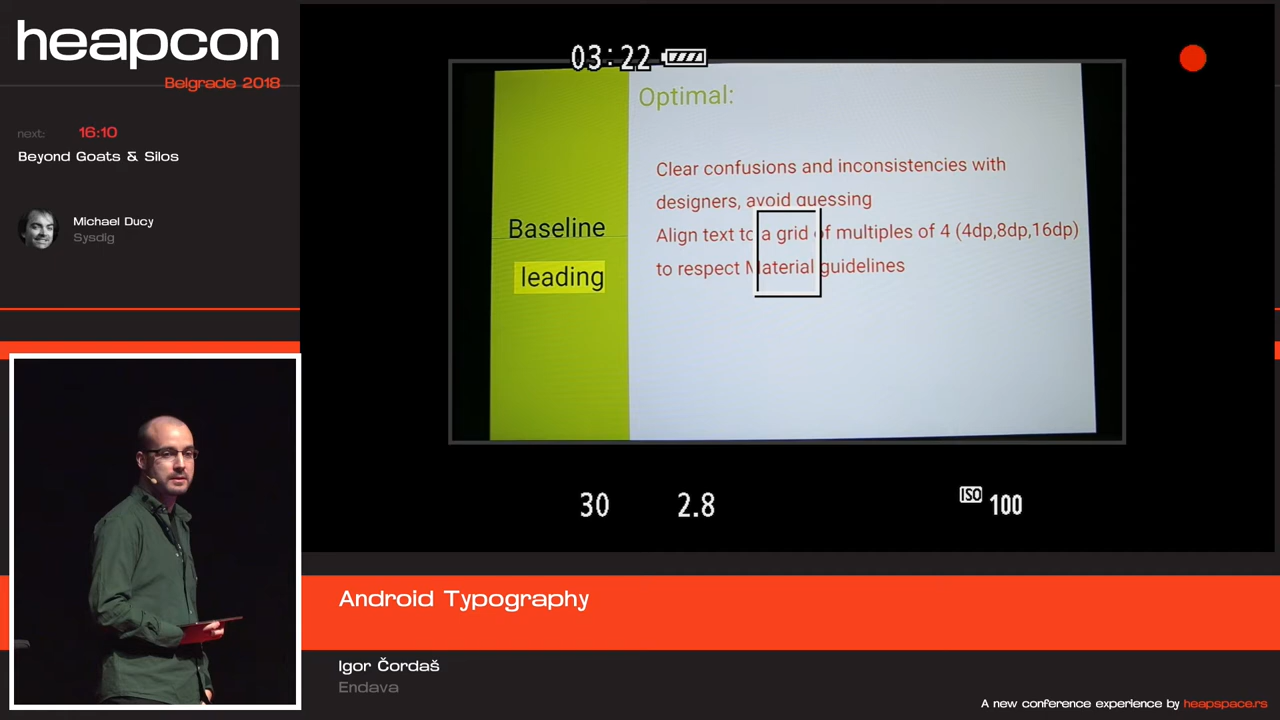 heapcon
Belgrade 2018
next: 16:10
Beyond Goats & Silos
Michael Ducy
Sysdig
03:22
Optimal:
Clear confusions and inconsistencies with
designers, avoid guessing
Align text to a grid of multiples of 4 (4dp,8dp,16dp)
to respect Material guidelines
Baseline
leading
30 2.8 ISO 100
Android Typography
Igor Čordaš
Endava
A new conference experience by heapspace.rs